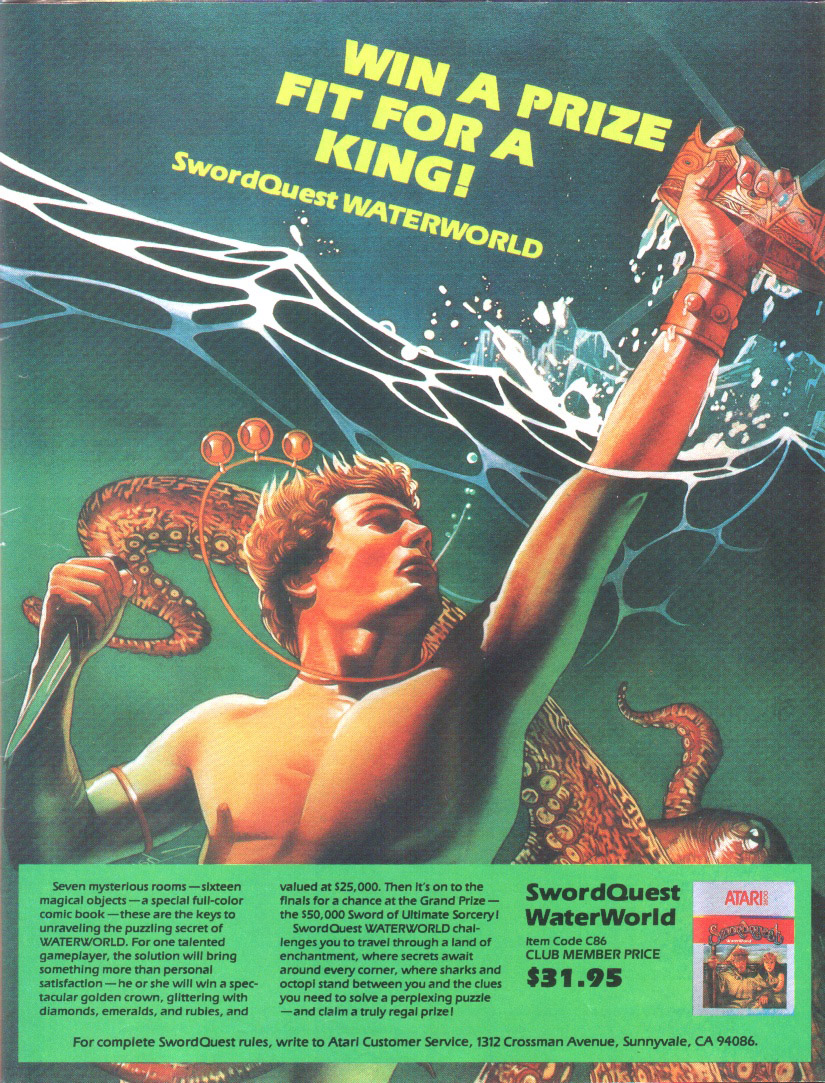 WIN A PRIZE
FIT FOR A
KING!
SwordQuest WATERWORLD
Seven mysterious rooms—sixteen
magical objects—a special full-color
comic book—these are the keys to
unraveling the puzzling secret of
WATERWORLD. For one talented
gameplayer, the solution will bring
something more than personal
satisfaction—he or she will win a spec-
tacular golden crown, glittering with
diamonds, emeralds, and rubies, and
valued at $25,000. Then it's on to the
finals for a chance at the Grand Prize—
the $50,000 Sword of Ultimate Sorcery!
SwordQuest WATERWORLD chal-
lenges you to travel through a land of
enchantment, where secrets await
around every corner, where sharks and
octopi stand between you and the clues
you need to solve a perplexing puzzle
—and claim a truly regal prize!
SwordQuest
WaterWorld
Item Code C86
CLUB MEMBER PRICE
$31.95
ATARI
SwordQuest
WaterWorld
For complete SwordQuest rules, write to Atari Customer Service, 1312 Crossman Avenue, Sunnyvale, CA 94086.